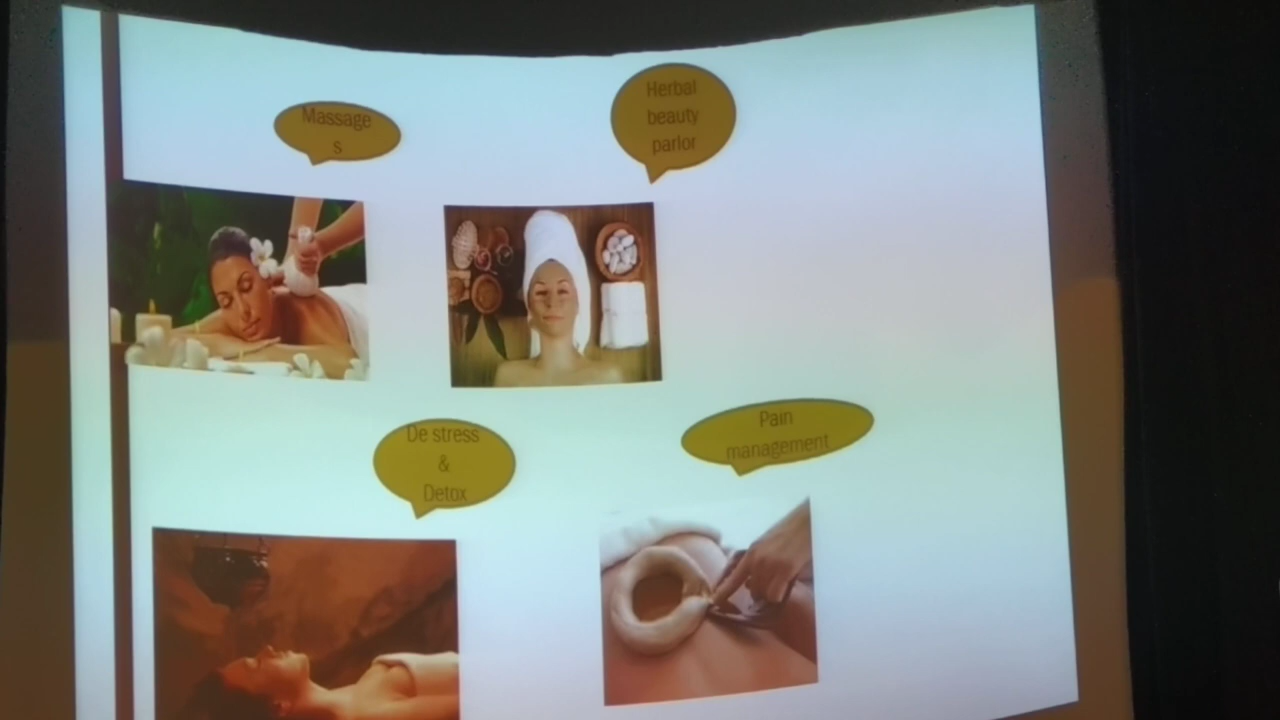 Massage
s
Herbal
beauty
parlor
De stress
&
Detox
Pain
management